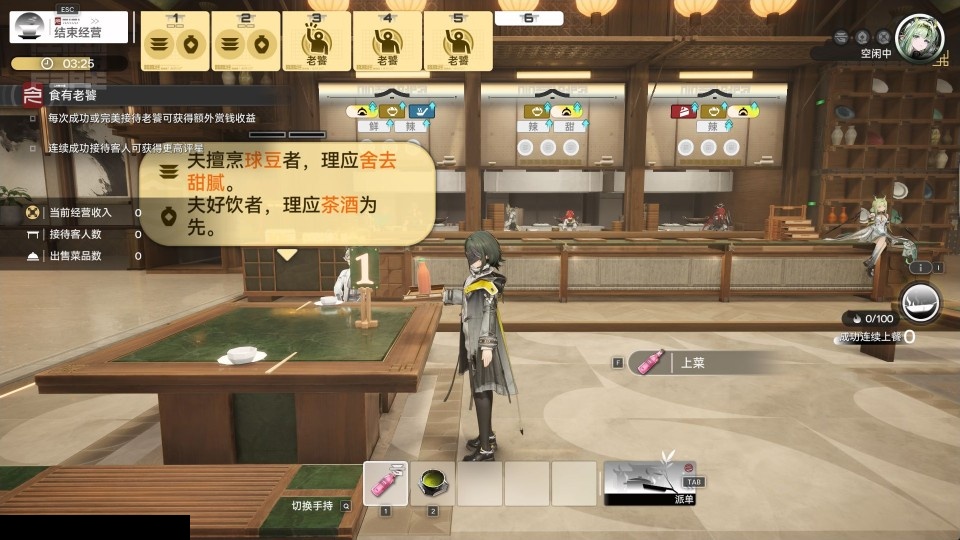 ESC
结束经营
03:25
食有老饕
每次成功或完美接待老饕可获得额外赏钱收益
连续成功接待客人可获得更高评星
当前经营收入 0
接待客人数 0
出售菜品数 0
1
2
3
老饕
4
老饕
5
老饕
6
空闲中
鲜 辣
辣 甜
辣
夫擅烹球豆者，理应舍去
甜腻。
夫好饮者，理应茶酒为
先。
1
0/100
成功连续上餐0
F 上菜
切换手持 Q
1
2
TAB
派单